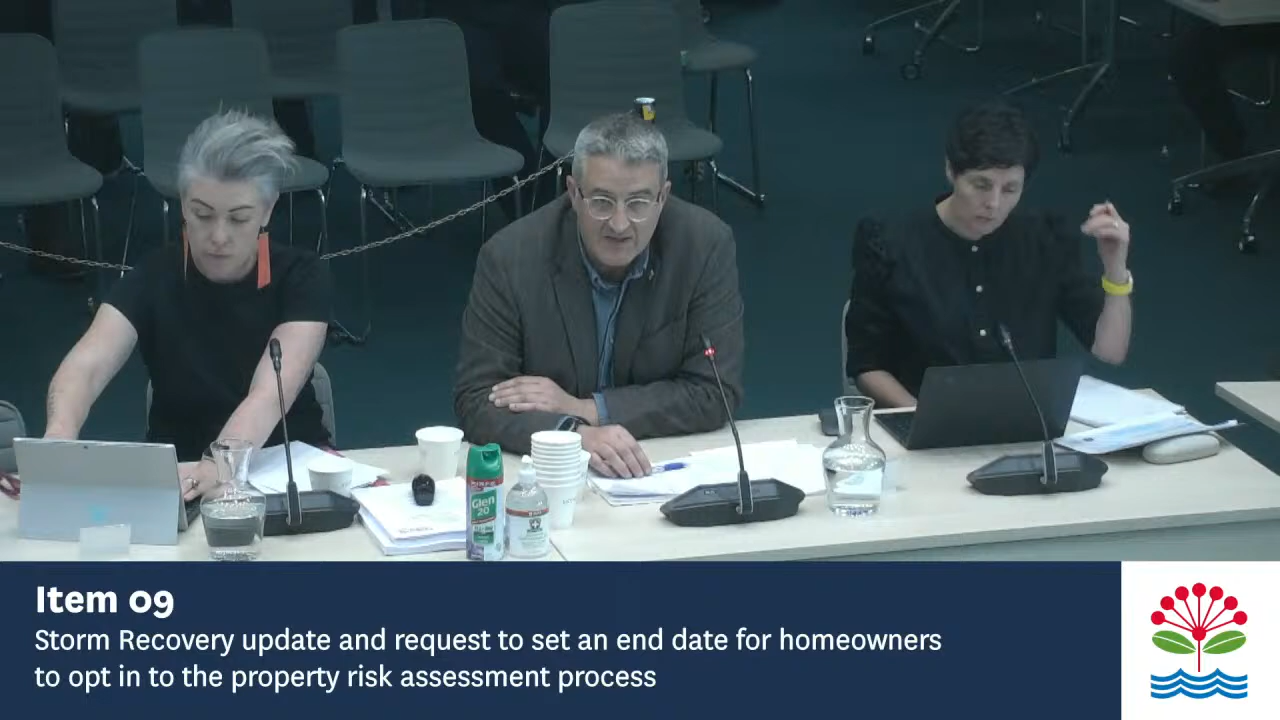 Glen
20
Item 09
Storm Recovery update and request to set an end date for homeowners
to opt in to the property risk assessment process